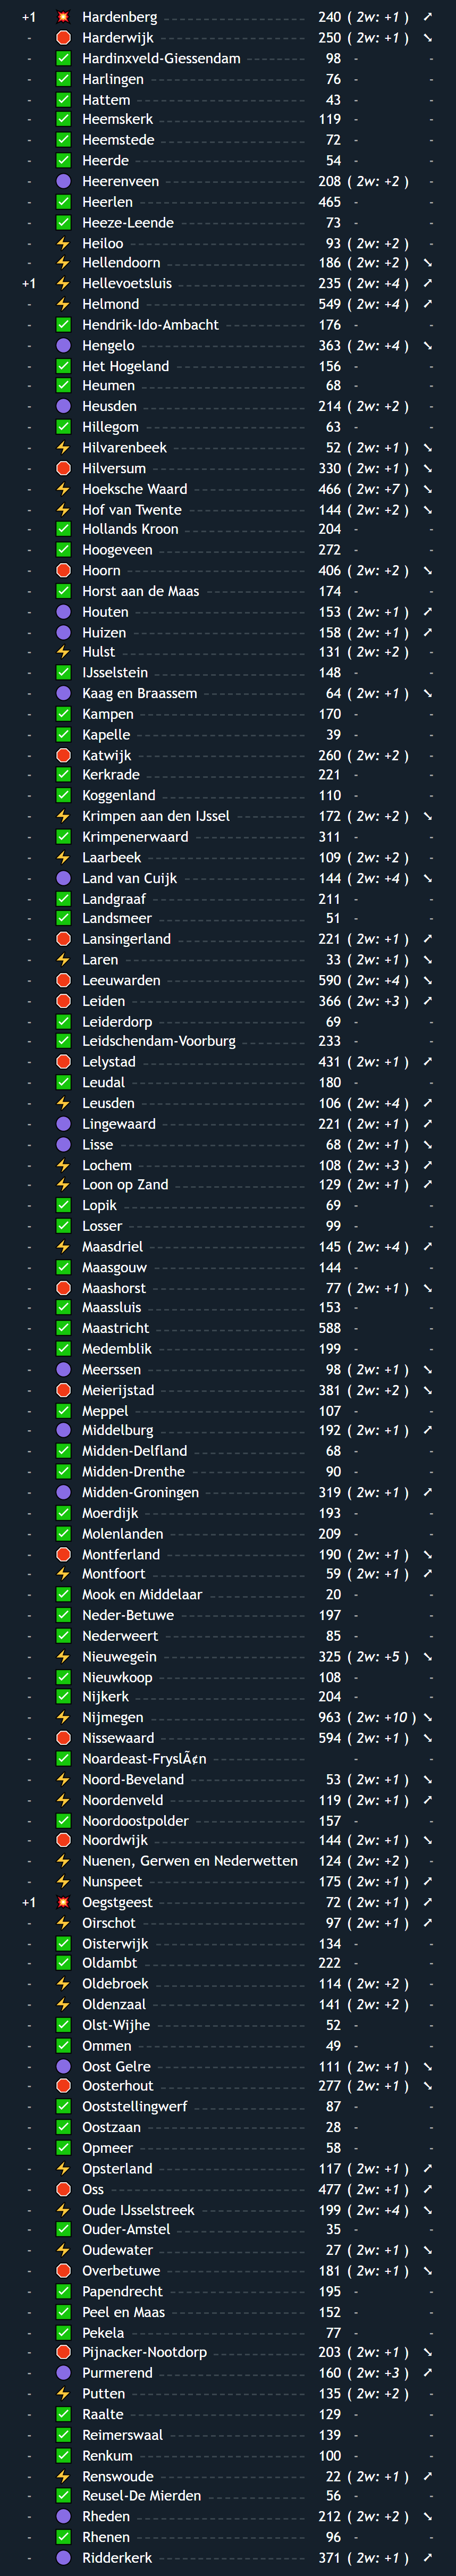 +1 Hardenberg 240 ( 2w: +1 )
- Harderwijk 250 ( 2w: +1 )
- Hardinxveld-Giessendam 98 - -
- Harlingen 76 - -
- Hattem 43 - -
- Heemskerk 119 - -
- Heemstede 72 - -
- Heerde 54 - -
- Heerenveen 208 ( 2w: +2 ) -
- Heerlen 465 - -
- Heeze-Leende 73 - -
- Heiloo 93 ( 2w: +2 ) -
- Hellendoorn 186 ( 2w: +2 )
+1 Hellevoetsluis 235 ( 2w: +4 )
- Helmond 549 ( 2w: +4 )
- Hendrik-Ido-Ambacht 176 - -
- Hengelo 363 ( 2w: +4 )
- Het Hogeland 156 - -
- Heumen 68 - -
- Heusden 214 ( 2w: +2 ) -
- Hillegom 63 - -
- Hilvarenbeek 52 ( 2w: +1 )
- Hilversum 330 ( 2w: +1 )
- Hoeksche Waard 466 ( 2w: +7 )
- Hof van Twente 144 ( 2w: +2 )
- Hollands Kroon 204 - -
- Hoogeveen 272 - -
- Hoorn 406 ( 2w: +2 )
- Horst aan de Maas 174 - -
- Houten 153 ( 2w: +1 )
- Huizen 158 ( 2w: +1 )
- Hulst 131 ( 2w: +2 ) -
- IJsselstein 148 - -
- Kaag en Braassem 64 ( 2w: +1 )
- Kampen 170 - -
- Kapelle 39 - -
- Katwijk 260 ( 2w: +2 ) -
- Kerkrade 221 - -
- Koggenland 110 - -
- Krimpen aan den IJssel 172 ( 2w: +2 )
- Krimpenerwaard 311 - -
- Laarbeek 109 ( 2w: +2 ) -
- Land van Cuijk 144 ( 2w: +4 )
- Landgraaf 211 - -
- Landsmeer 51 - -
- Lansingerland 221 ( 2w: +1 )
- Laren 33 ( 2w: +1 )
- Leeuwarden 590 ( 2w: +4 )
- Leiden 366 ( 2w: +3 )
- Leiderdorp 69 - -
- Leidschendam-Voorburg 233 - -
- Lelystad 431 ( 2w: +1 )
- Leudal 180 - -
- Leusden 106 ( 2w: +4 )
- Lingewaard 221 ( 2w: +1 )
- Lisse 68 ( 2w: +1 )
- Lochem 108 ( 2w: +3 )
- Loon op Zand 129 ( 2w: +1 )
- Lopik 69 - -
- Losser 99 - -
- Maasdriel 145 ( 2w: +4 )
- Maasgouw 144 - -
- Maashorst 77 ( 2w: +1 )
- Maassluis 153 - -
- Maastricht 588 - -
- Medemblik 199 - -
- Meerssen 98 ( 2w: +1 )
- Meierijstad 381 ( 2w: +2 )
- Meppel 107 - -
- Middelburg 192 ( 2w: +1 )
- Midden-Delfland 68 - -
- Midden-Drenthe 90 - -
- Midden-Groningen 319 ( 2w: +1 )
- Moerdijk 193 - -
- Molenlanden 209 - -
- Montferland 190 ( 2w: +1 )
- Montfoort 59 ( 2w: +1 )
- Mook en Middelaar 20 - -
- Neder-Betuwe 197 - -
- Nederweert 85 - -
- Nieuwegein 325 ( 2w: +5 )
- Nieuwkoop 108 - -
- Nijkerk 204 - -
- Nijmegen 963 ( 2w: +10 )
- Nissewaard 594 ( 2w: +1 )
- Noardeast-FryslÃ¢n - -
- Noord-Beveland 53 ( 2w: +1 )
- Noordenveld 119 ( 2w: +1 )
- Noordoostpolder 157 - -
- Noordwijk 144 ( 2w: +1 )
- Nuenen, Gerwen en Nederwetten 124 ( 2w: +2 ) -
- Nunspeet 175 ( 2w: +1 )
+1 Oegstgeest 72 ( 2w: +1 )
- Oirschot 97 ( 2w: +1 )
- Oisterwijk 134 - -
- Oldambt 222 - -
- Oldebroek 114 ( 2w: +2 ) -
- Oldenzaal 141 ( 2w: +2 ) -
- Olst-Wijhe 52 - -
- Ommen 49 - -
- Oost Gelre 111 ( 2w: +1 )
- Oosterhout 277 ( 2w: +1 )
- Ooststellingwerf 87 - -
- Oostzaan 28 - -
- Opmeer 58 - -
- Opsterland 117 ( 2w: +1 )
- Oss 477 ( 2w: +1 )
- Oude IJsselstreek 199 ( 2w: +4 )
- Ouder-Amstel 35 - -
- Oudewater 27 ( 2w: +1 )
- Overbetuwe 181 ( 2w: +1 )
- Papendrecht 195 - -
- Peel en Maas 152 - -
- Pekela 77 - -
- Pijnacker-Nootdorp 203 ( 2w: +1 )
- Purmerend 160 ( 2w: +3 )
- Putten 135 ( 2w: +2 ) -
- Raalte 129 - -
- Reimerswaal 139 - -
- Renkum 100 - -
- Renswoude 22 ( 2w: +1 )
- Reusel-De Mierden 56 - -
- Rheden 212 ( 2w: +2 )
- Rhenen 96 - -
- Ridderkerk 371 ( 2w: +1 )